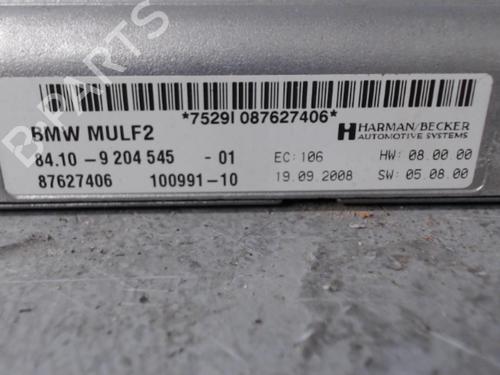 *7529I 087627406*
BMW MULF2
HARMAN/BECKER
AUTOMOTIVE SYSTEMS
84.10-9 204 545 -01 EC: 106 HW: 08.00.00
87627406 100991-10 19.09.2008 SW: 05.08.00
B-PARTS